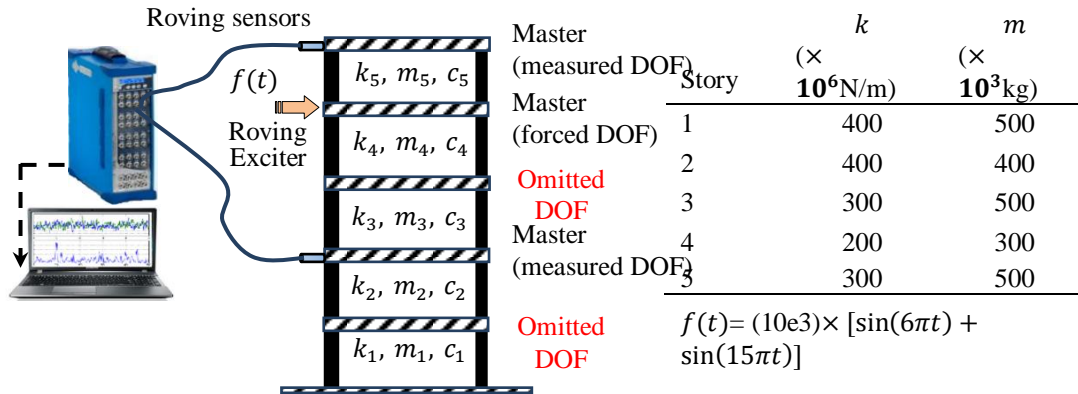 Roving sensors
f(t)
Roving
Exciter
k₅, m₅, c₅
k₄, m₄, c₄
k₃, m₃, c₃
k₂, m₂, c₂
k₁, m₁, c₁
Master
(measured DOF)
Master
(forced DOF)
Omitted
DOF
Master
(measured DOF)
Omitted
DOF
k m
Story (× 10⁶N/m) (× 10³kg)
1 400 500
2 400 400
3 300 500
4 200 300
5 300 500
f(t)= (10e3)× [sin(6πt) +
sin(15πt)]